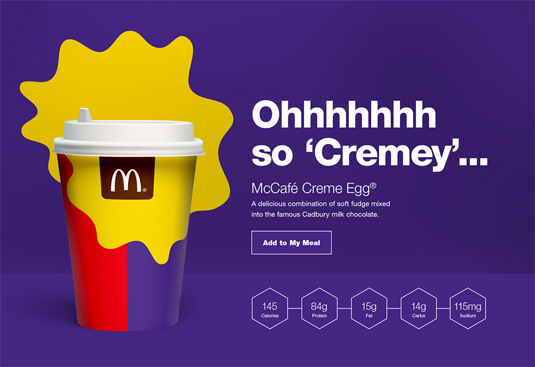 Ohhhhhhh
so ‘Cremey’...
McCafé Creme Egg®
A delicious combination of soft fudge mixed
into the famous Cadbury milk chocolate.
Add to My Meal
145
Calories
84g
Protein
15g
Fat
14g
Carbs
115mg
Sodium